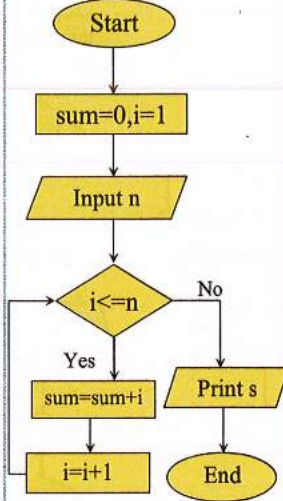 Start
sum=0,i=1
Input n
i<=n
No
Yes
sum=sum+i
Print s
i=i+1
End